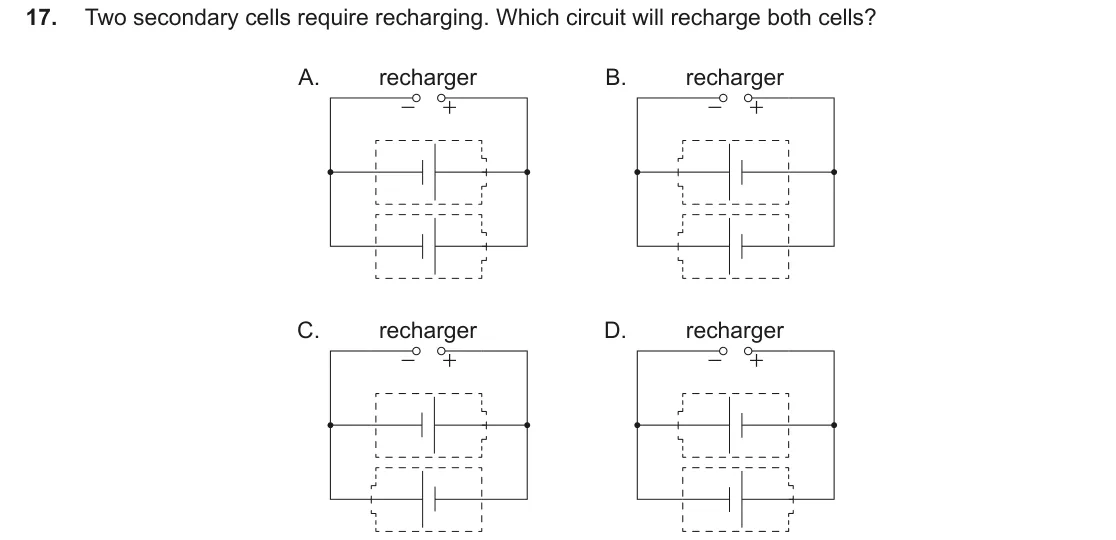 17. Two secondary cells require recharging. Which circuit will recharge both cells?
A. recharger
− +
B. recharger
− +
C. recharger
− +
D. recharger
− +